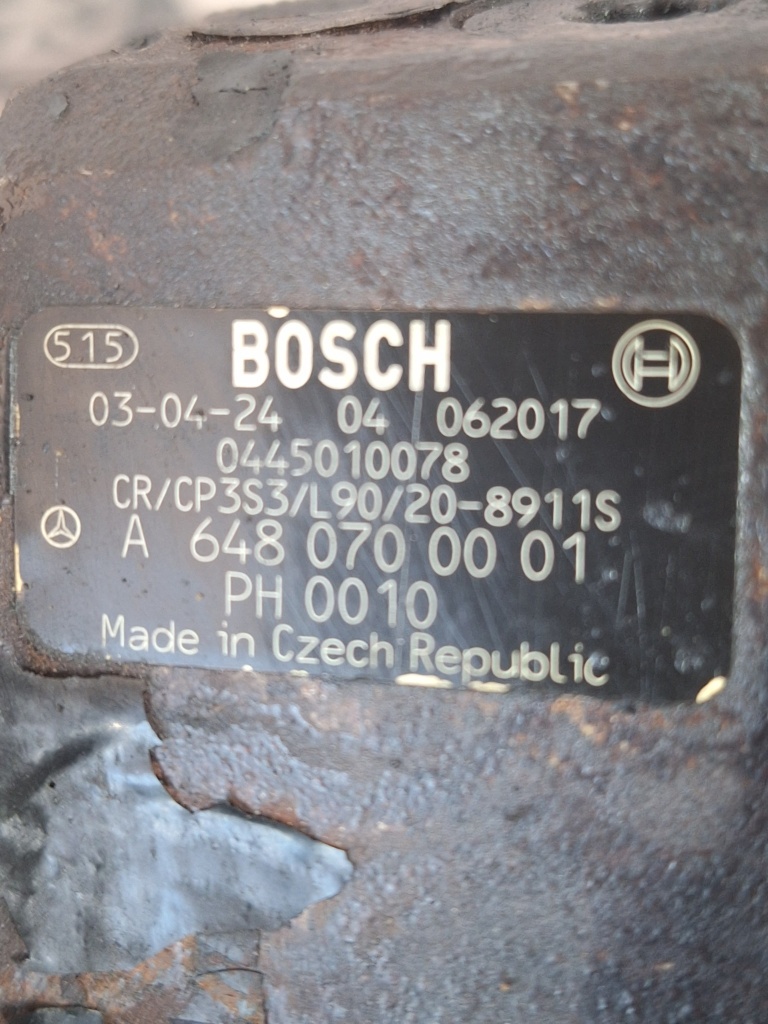 515
BOSCH
03-04-24 04 062017
0445010078
CR/CP3S3/L90/20-8911S
A 648 070 00 01
PH 0010
Made in Czech Republic